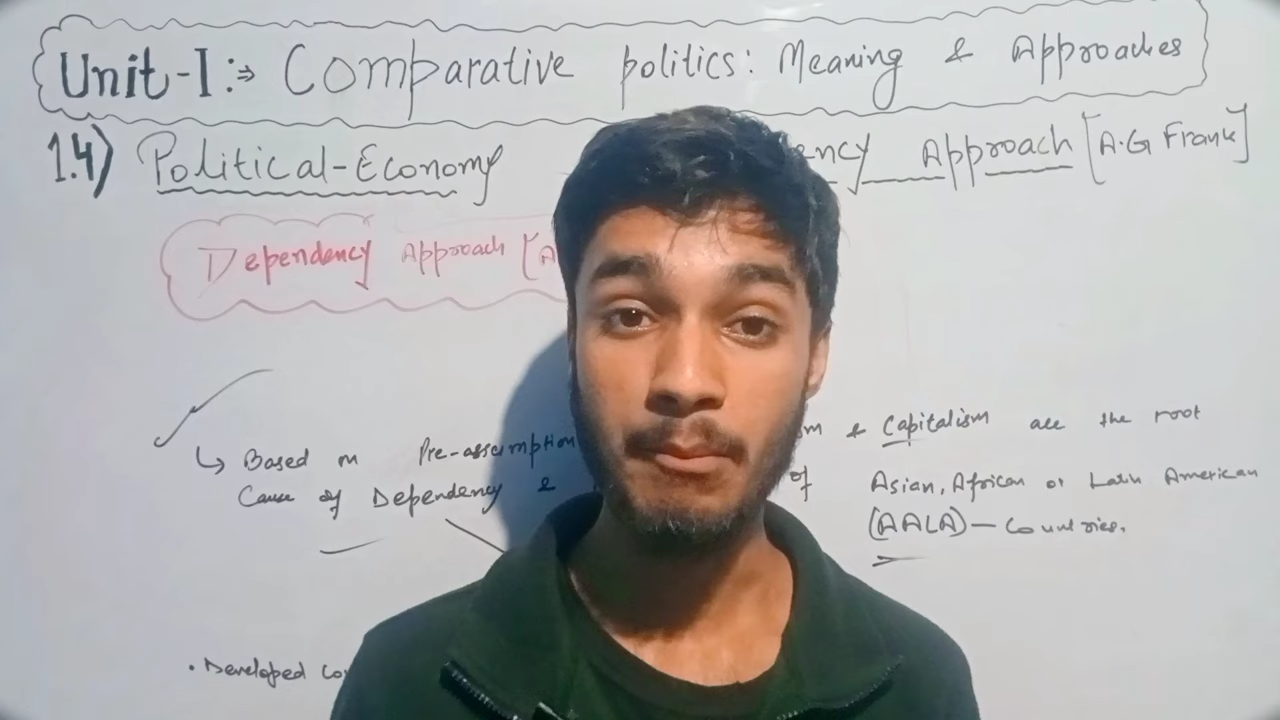 Unit-I:⇒ Comparative politics: Meaning & Approaches
1.4) Political-Economy ency Approach [A.G Frank]
Dependency Approach [A
↳ Based on Pre-assumption m & Capitalism are the root
Cause of Dependency & of Asian, African or Latin American
(AALA) – Countries.
• Developed co